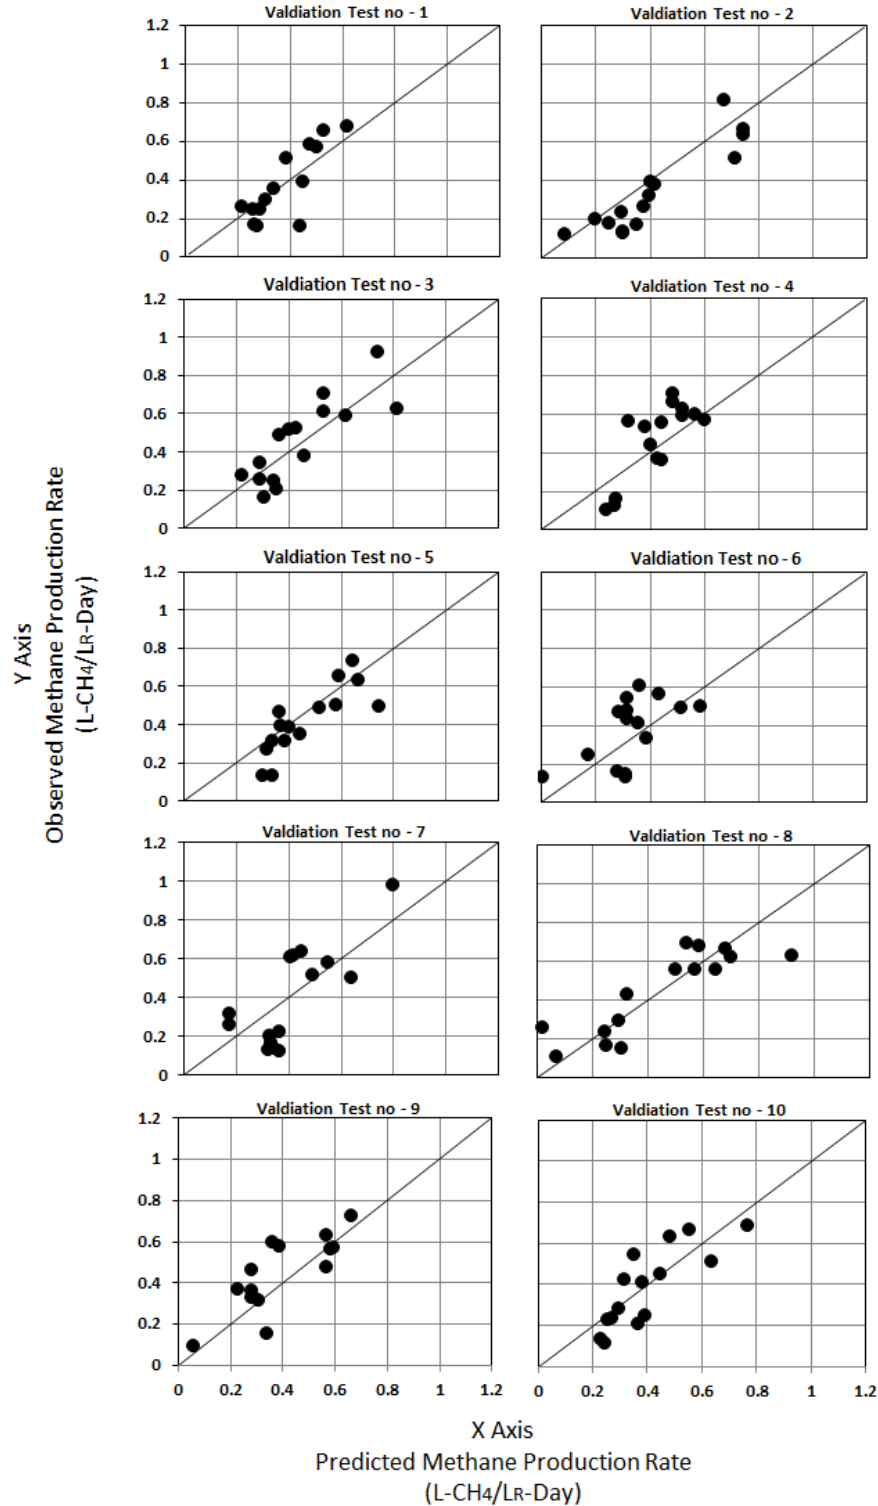 Valdiation Test no - 1
Valdiation Test no - 2
1.2
1
0.8
0.6
0.4
0.2
0
Valdiation Test no - 3
Valdiation Test no - 4
1.2
1
0.8
0.6
0.4
0.2
0
Valdiation Test no - 5
Valdiation Test no - 6
1.2
1
0.8
0.6
0.4
0.2
0
Y Axis
Observed Methane Production Rate
(L-CH4/LR-Day)
Valdiation Test no - 7
Valdiation Test no - 8
1.2
1
0.8
0.6
0.4
0.2
0
Valdiation Test no - 9
Valdiation Test no - 10
1.2
1
0.8
0.6
0.4
0.2
0
0 0.2 0.4 0.6 0.8 1 1.2
0 0.2 0.4 0.6 0.8 1 1.2
X Axis
Predicted Methane Production Rate
(L-CH4/LR-Day)